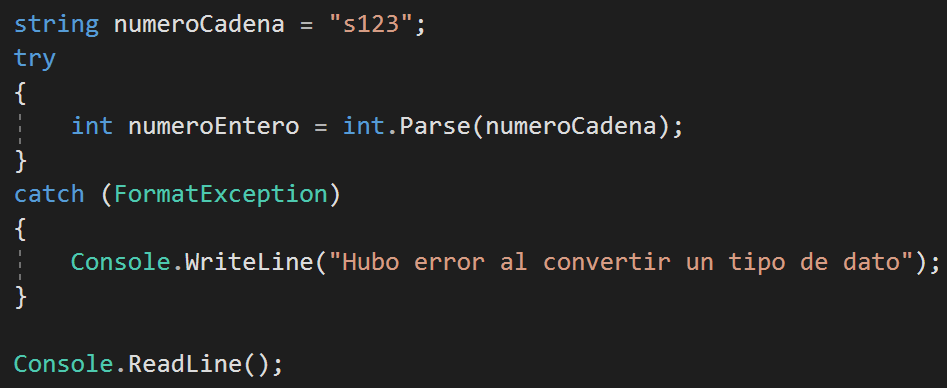 string numeroCadena = "s123";
try
{
    int numeroEntero = int.Parse(numeroCadena);
}
catch (FormatException)
{
    Console.WriteLine("Hubo error al convertir un tipo de dato");
}

Console.ReadLine();